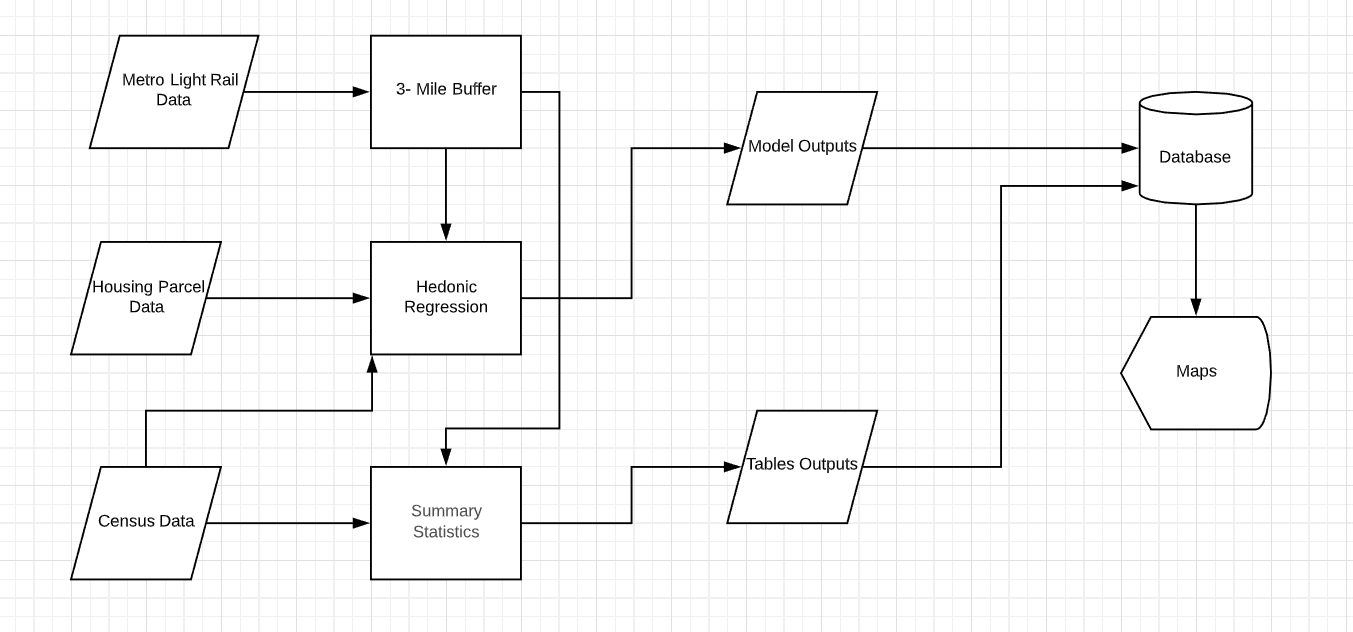 Metro Light Rail
Data
3- Mile Buffer
Model Outputs
Database
Housing Parcel
Data
Hedonic
Regression
Maps
Census Data
Summary
Statistics
Tables Outputs